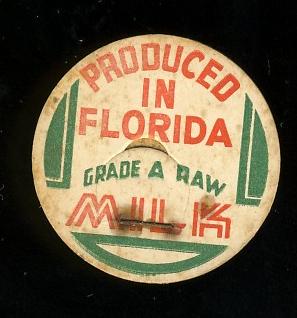 PRODUCED
IN
FLORIDA
GRADE A RAW
MILK